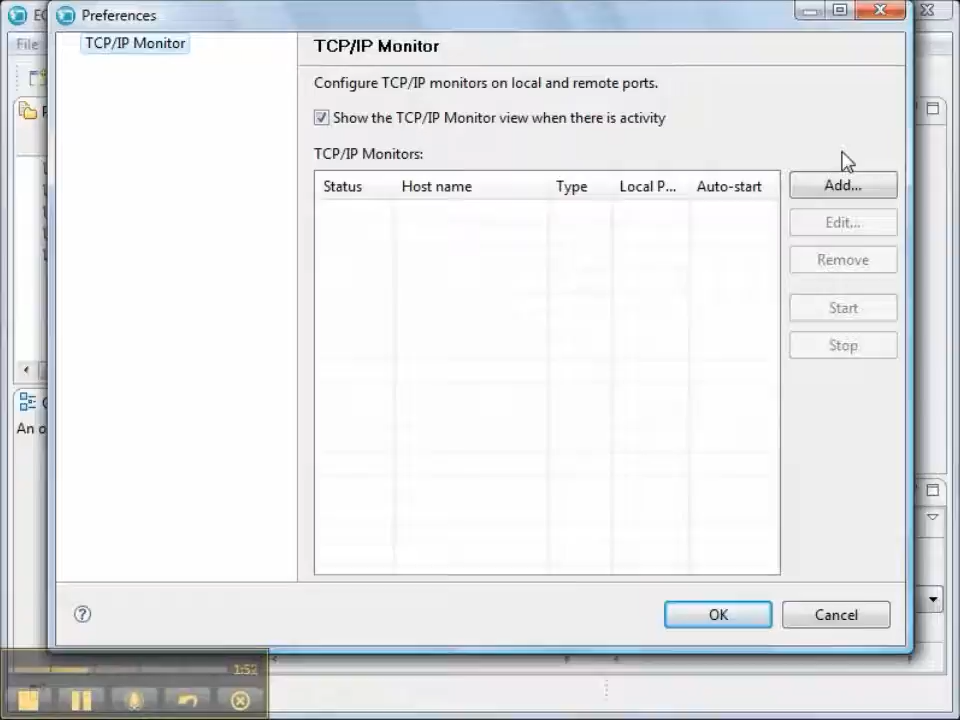 Preferences
File
TCP/IP Monitor
TCP/IP Monitor
Configure TCP/IP monitors on local and remote ports.
Show the TCP/IP Monitor view when there is activity
TCP/IP Monitors:
Status Host name Type Local P... Auto-start
Add...
Edit...
Remove
Start
Stop
An o
OK Cancel
1:52